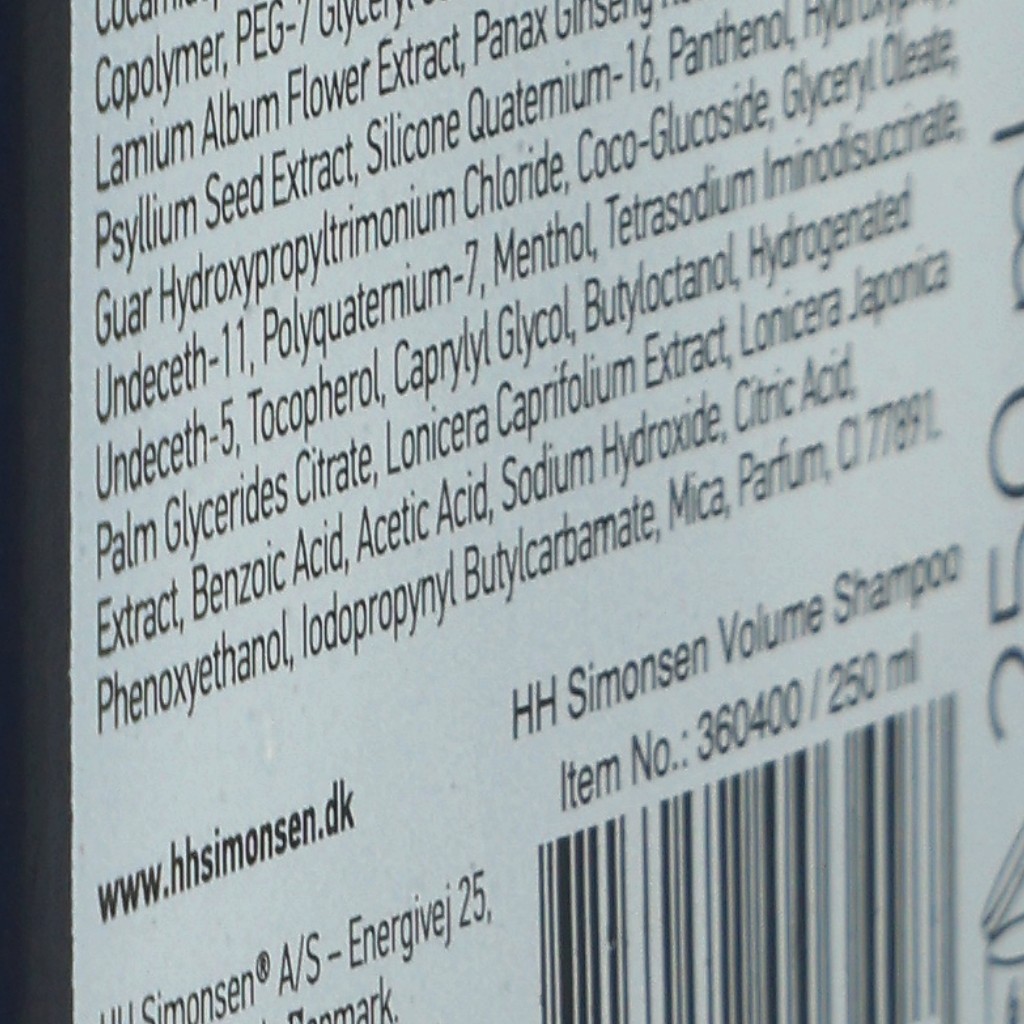 Copolymer, PEG-7 Glyceryl
Lamium Album Flower Extract, Panax Ginseng
Psyllium Seed Extract, Silicone Quaternium-16, Panthenol,
Guar Hydroxypropyltrimonium Chloride, Coco-Glucoside, Glyceryl Oleate,
Undeceth-11, Polyquaternium-7, Menthol, Tetrasodium Iminodisuccinate,
Undeceth-5, Tocopherol, Caprylyl Glycol, Butyloctanol, Hydrogenated
Palm Glycerides Citrate, Lonicera Caprifolium Extract, Lonicera Japonica
Extract, Benzoic Acid, Acetic Acid, Sodium Hydroxide, Citric Acid,
Phenoxyethanol, Iodopropynyl Butylcarbamate, Mica, Parfum, CI 77891.
HH Simonsen Volume Shampoo
Item No.: 360400 / 250 ml
www.hhsimonsen.dk
HH Simonsen® A/S – Energivej 25,
Denmark.